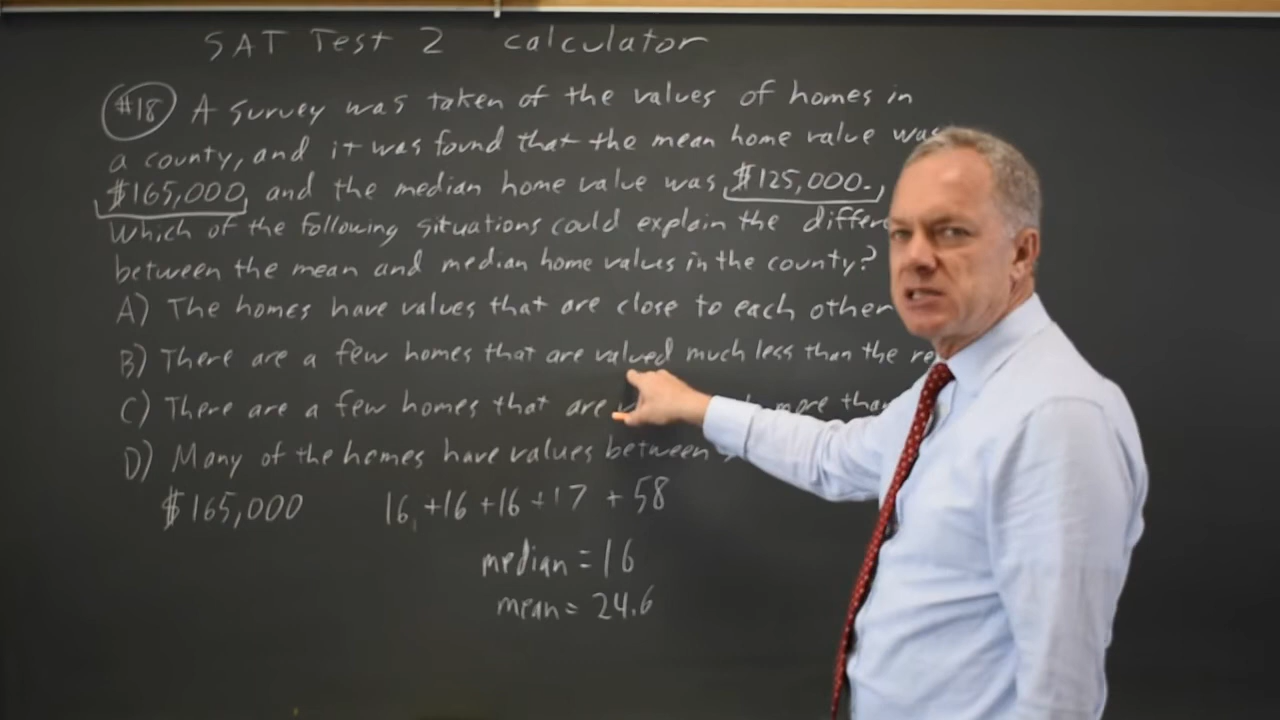 SAT Test 2 calculator
#18 A survey was taken of the values of homes in
a county, and it was found that the mean home value was
$165,000, and the median home value was $125,000.
Which of the following situations could explain the differ
between the mean and median home values in the county?
A) The homes have values that are close to each other
B) There are a few homes that are valued much less than the re
C) There are a few homes that are more than
D) Many of the homes have values between
$165,000 16 +16 +16 +17 +58
median = 16
mean = 24.6